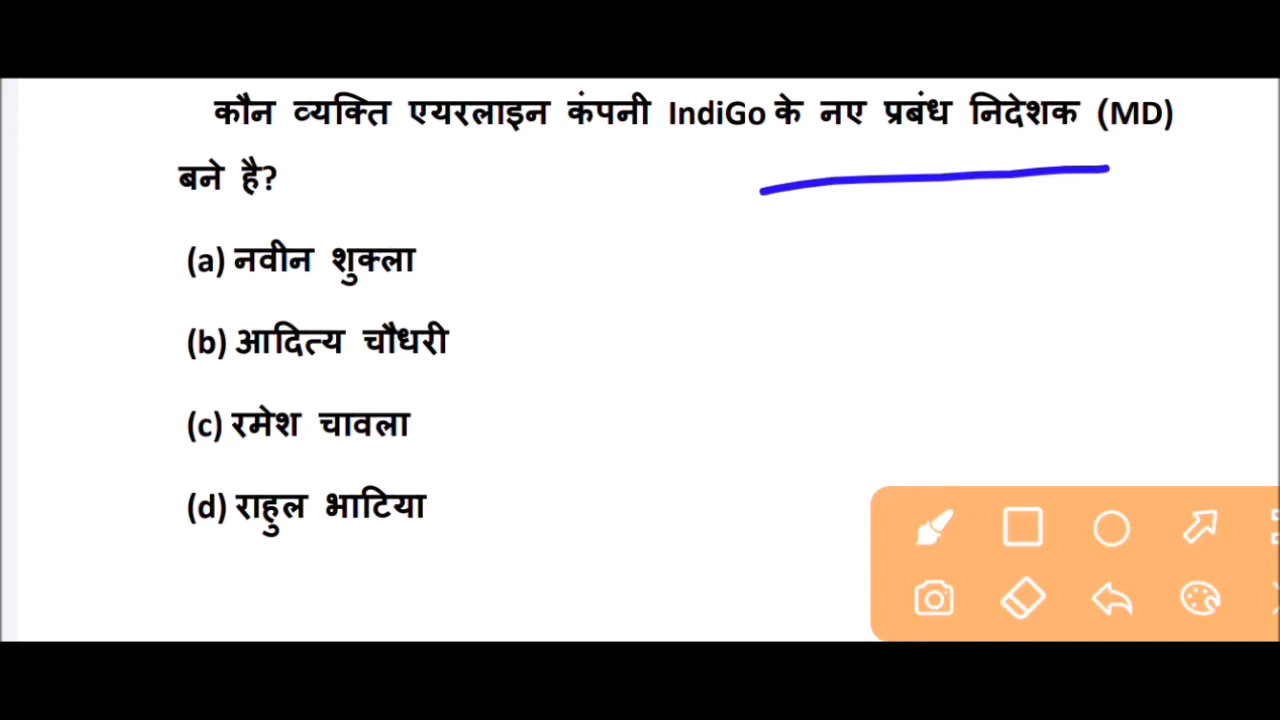 कौन व्यक्ति एयरलाइन कंपनी IndiGo के नए प्रबंध निदेशक (MD)
बने है?
(a) नवीन शुक्ला
(b) आदित्य चौधरी
(c) रमेश चावला
(d) राहुल भाटिया